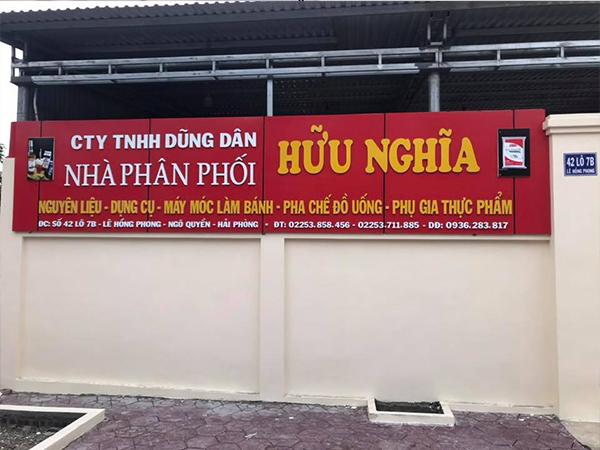 CTY TNHH DŨNG DÂN
NHÀ PHÂN PHỐI
HỮU NGHĨA
NGUYÊN LIỆU - DỤNG CỤ - MÁY MÓC LÀM BÁNH - PHA CHẾ ĐỒ UỐNG - PHỤ GIA THỰC PHẨM
ĐC: SỐ 42 LÔ 7B - LÊ HỒNG PHONG - NGÔ QUYỀN - HẢI PHÒNG - ĐT: 02253.858.456 - 02253.711.885 - DĐ: 0936.283.817
42 LÔ 7B
LÊ HỒNG PHONG